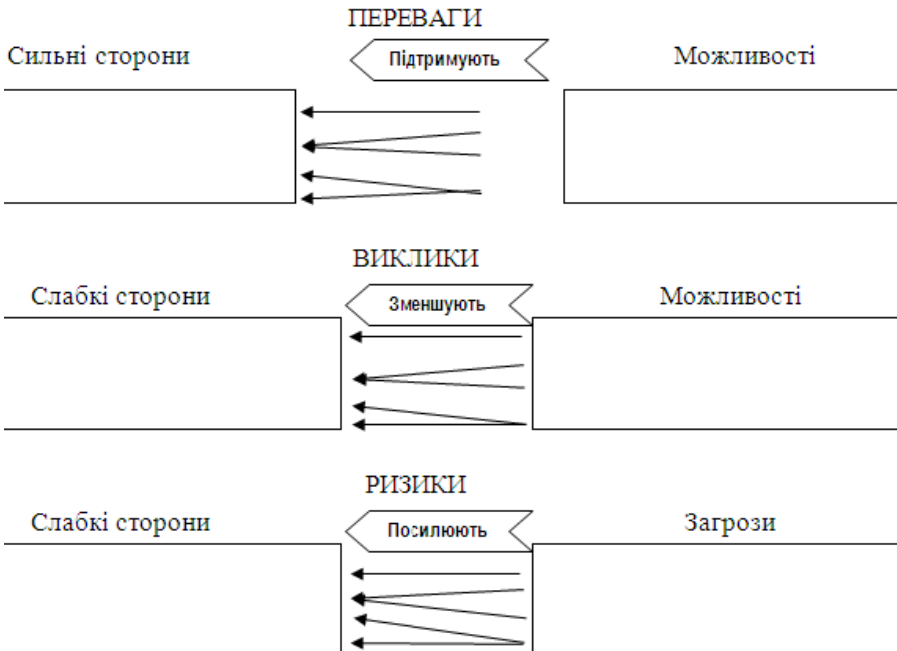 ПЕРЕВАГИ
Сильні сторони
Підтримують
Можливості
ВИКЛИКИ
Слабкі сторони
Зменшують
Можливості
РИЗИКИ
Слабкі сторони
Посилюють
Загрози